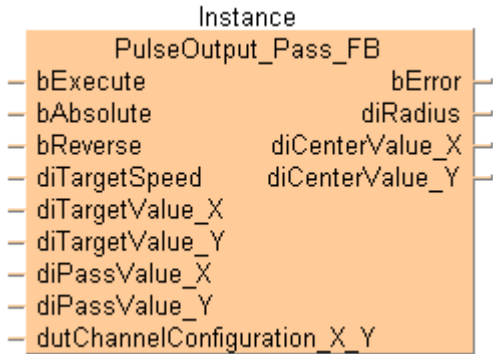 Instance
PulseOutput_Pass_FB
bExecute bError
bAbsolute diRadius
bReverse diCenterValue_X
diTargetSpeed diCenterValue_Y
diTargetValue_X
diTargetValue_Y
diPassValue_X
diPassValue_Y
dutChannelConfiguration_X_Y